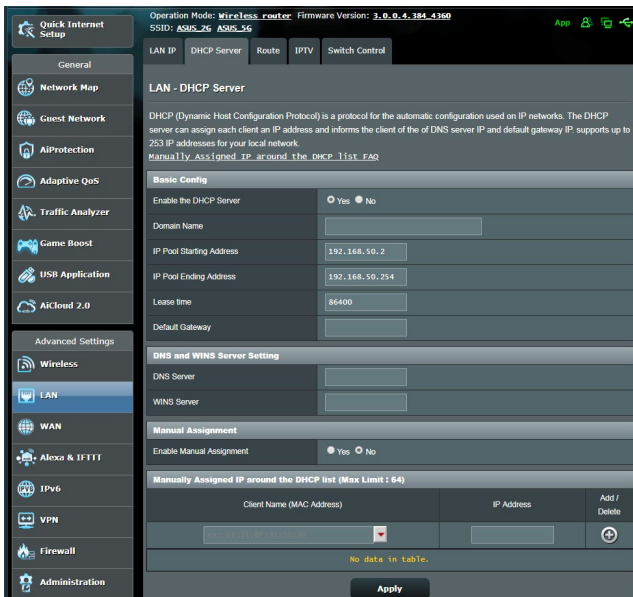 Quick Internet Setup
Operation Mode: Wireless router Firmware Version: 3.0.0.4.384_4360
SSID: ASUS_2G ASUS_5G
App
LAN IP DHCP Server Route IPTV Switch Control
General
Network Map
Guest Network
AiProtection
Adaptive QoS
Traffic Analyzer
Game Boost
USB Application
AiCloud 2.0
Advanced Settings
Wireless
LAN
WAN
Alexa & IFTTT
IPv6
VPN
Firewall
Administration
LAN - DHCP Server
DHCP (Dynamic Host Configuration Protocol) is a protocol for the automatic configuration used on IP networks. The DHCP
server can assign each client an IP address and informs the client of the of DNS server IP and default gateway IP. supports up to
253 IP addresses for your local network.
Manually Assigned IP around the DHCP list FAQ
Basic Config
Enable the DHCP Server Yes No
Domain Name
IP Pool Starting Address 192.168.50.2
IP Pool Ending Address 192.168.50.254
Lease time 86400
Default Gateway
DNS and WINS Server Setting
DNS Server
WINS Server
Manual Assignment
Enable Manual Assignment Yes No
Manually Assigned IP around the DHCP list (Max Limit : 64)
Client Name (MAC Address) IP Address Add / Delete
No data in table.
Apply